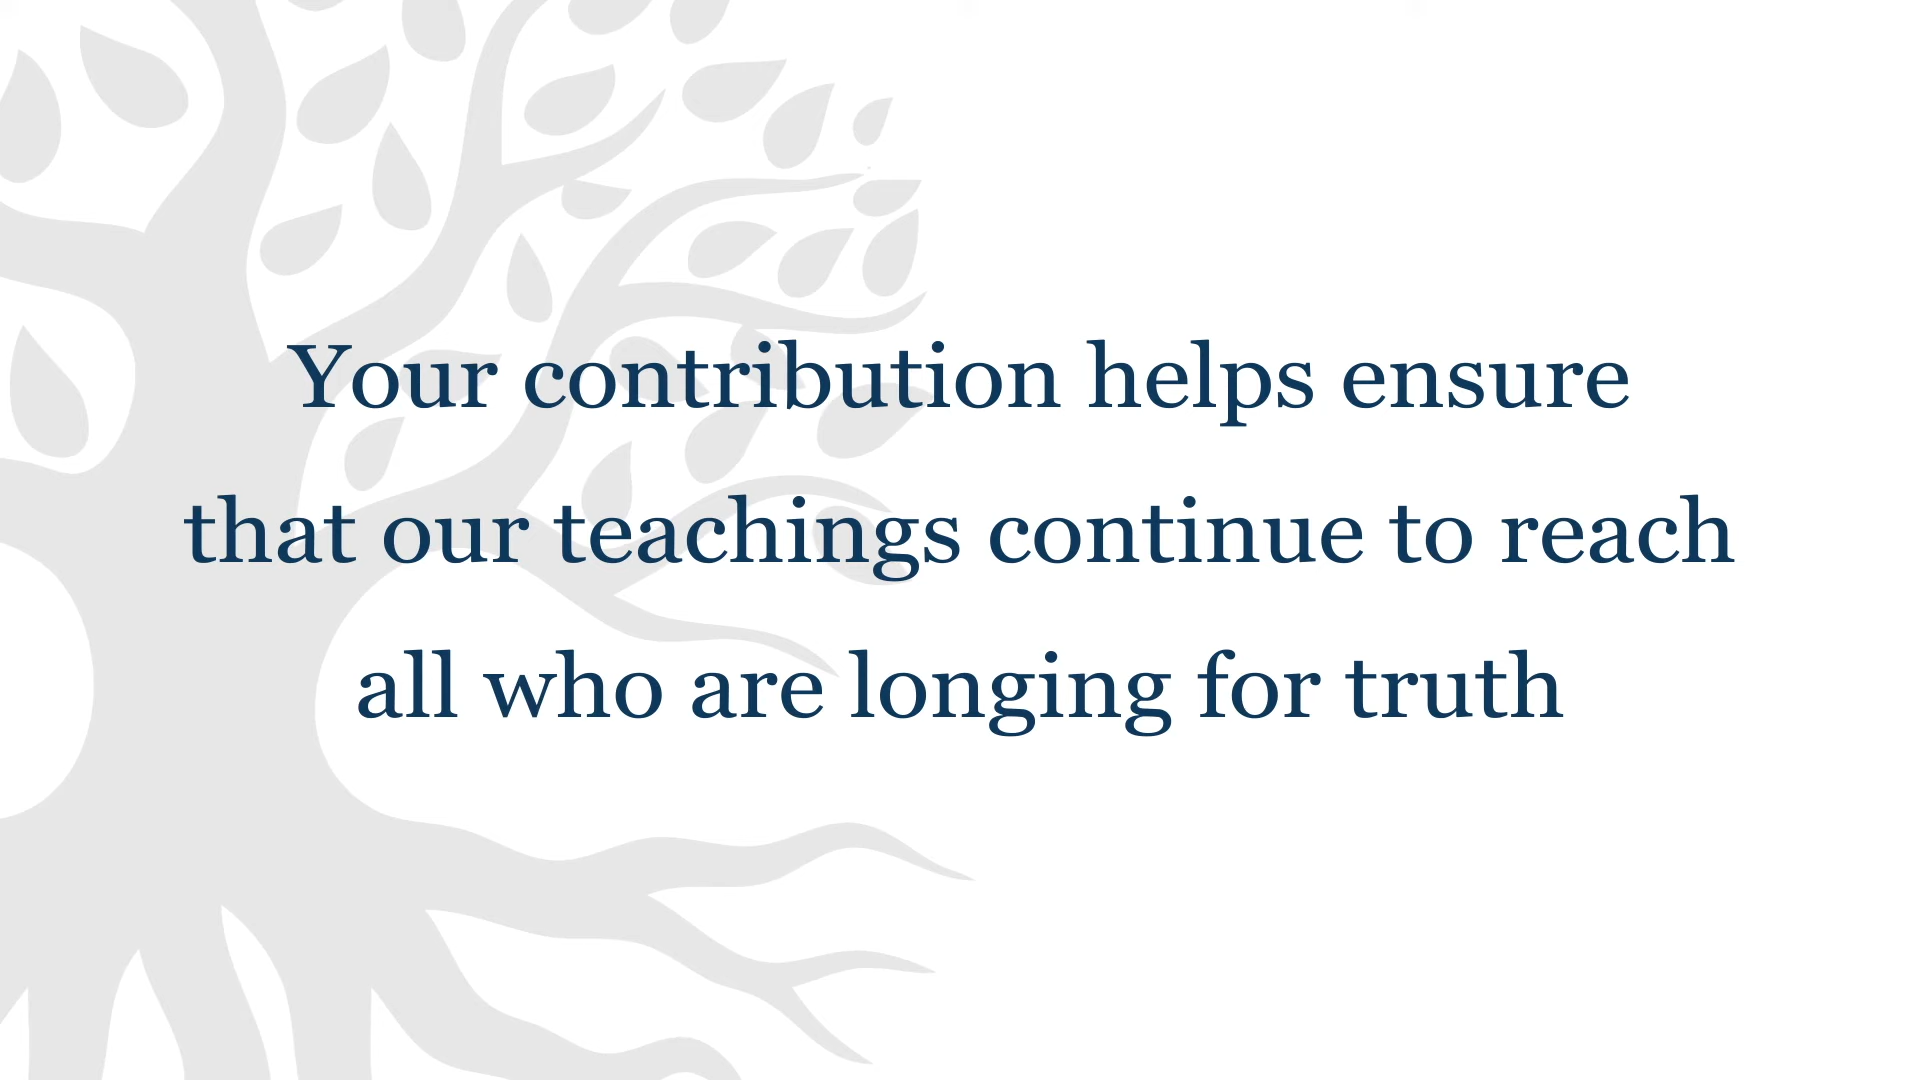 Your contribution helps ensure
that our teachings continue to reach
all who are longing for truth